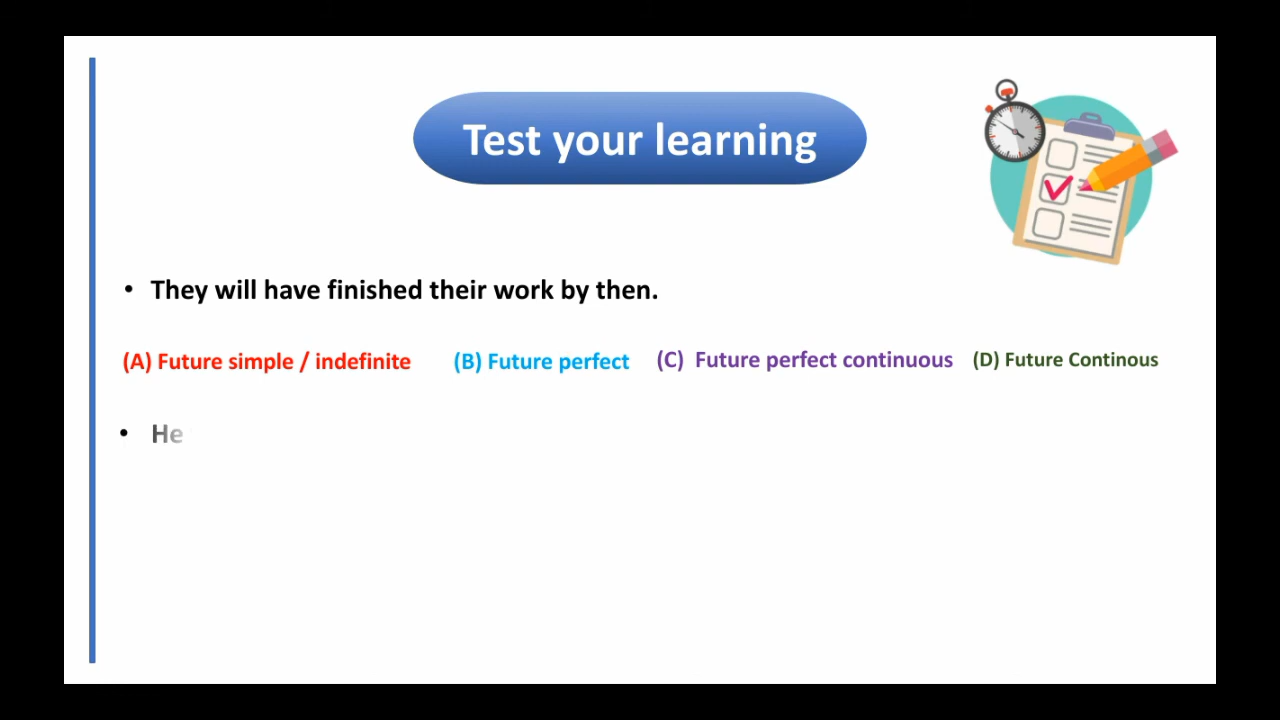 Test your learning
• They will have finished their work by then.
(A) Future simple / indefinite (B) Future perfect (C) Future perfect continuous (D) Future Continous
• He